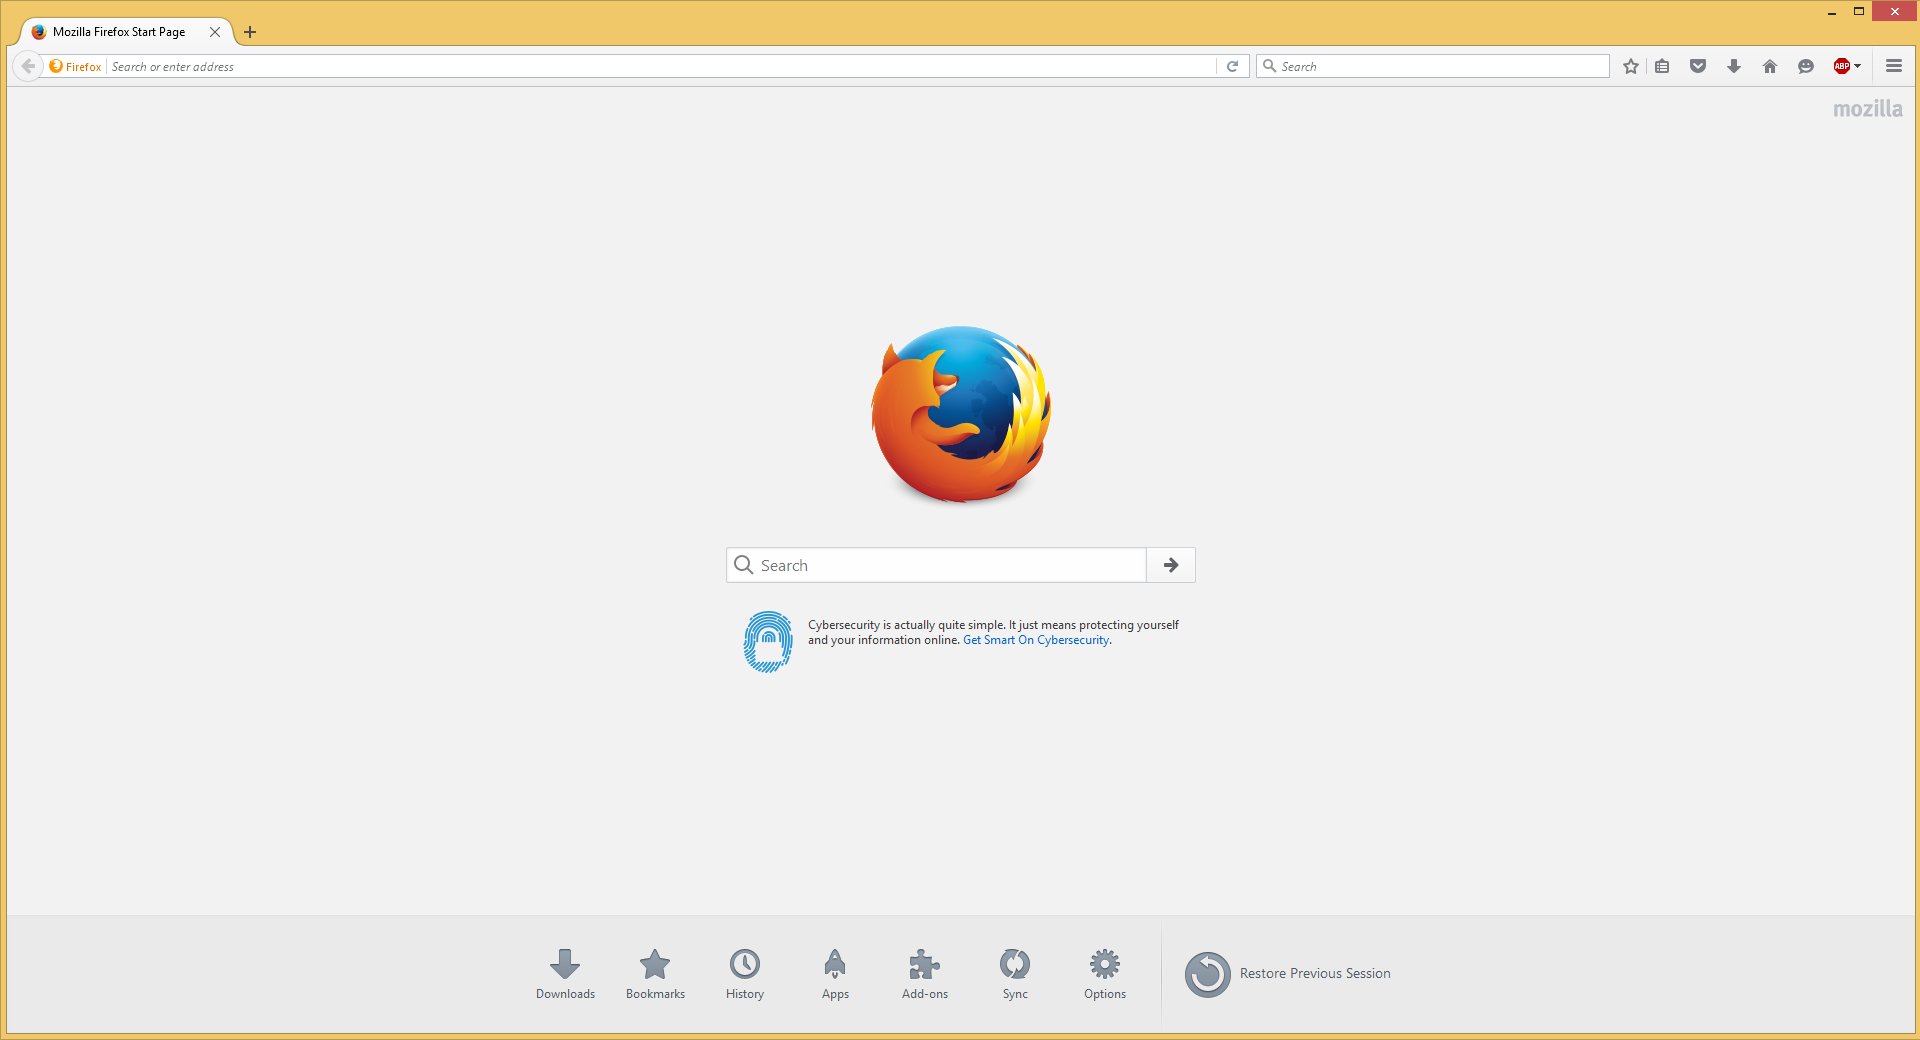 Mozilla Firefox Start Page
Firefox
Search or enter address
Search
ABP
mozilla
Search
Cybersecurity is actually quite simple. It just means protecting yourself
and your information online. Get Smart On Cybersecurity.
Downloads
Bookmarks
History
Apps
Add-ons
Sync
Options
Restore Previous Session